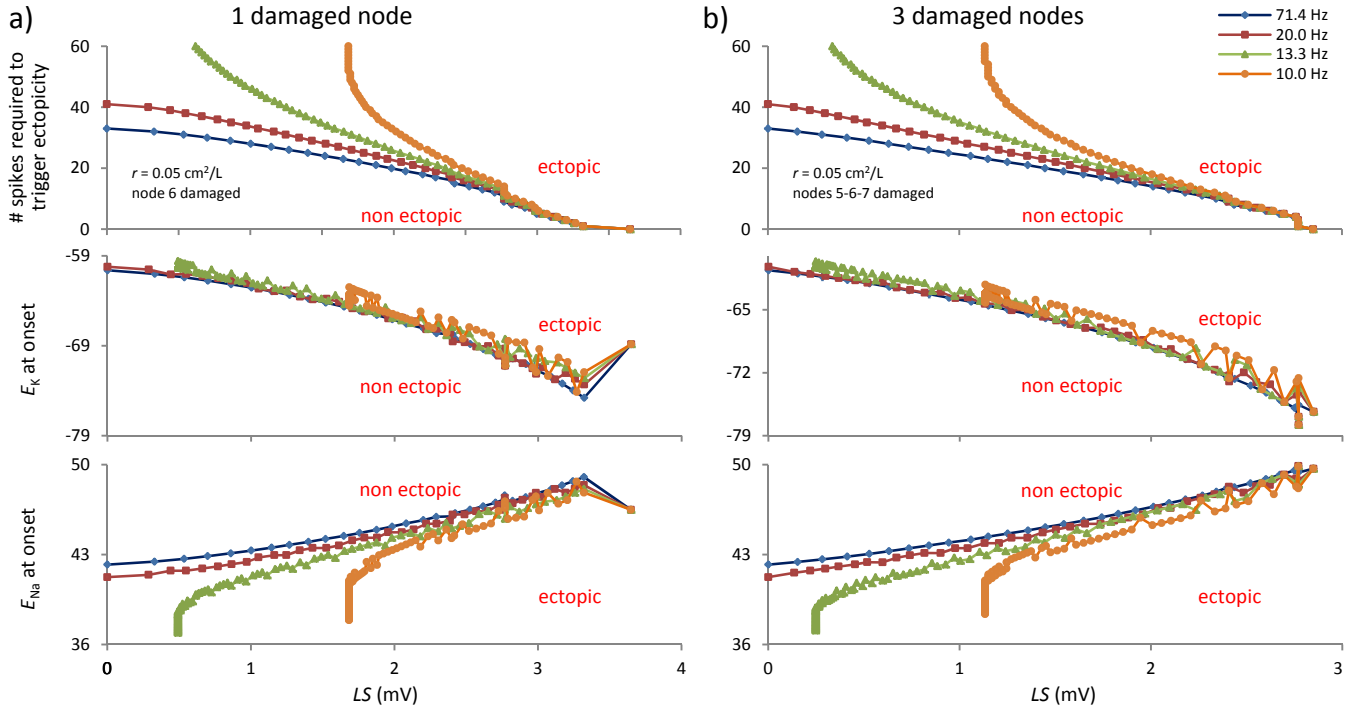 a)
1 damaged node
b)
3 damaged nodes
71.4 Hz
20.0 Hz
13.3 Hz
10.0 Hz
# spikes required to
trigger ectopicity
60
40
20
0
r = 0.05 cm²/L
node 6 damaged
ectopic
non ectopic
60
40
20
0
r = 0.05 cm²/L
nodes 5-6-7 damaged
ectopic
non ectopic
EK at onset
-59
-69
-79
ectopic
non ectopic
-65
-72
-79
ectopic
non ectopic
ENa at onset
50
43
36
non ectopic
ectopic
50
43
36
non ectopic
ectopic
0 1 2 3 4
LS (mV)
0 1 2 3
LS (mV)